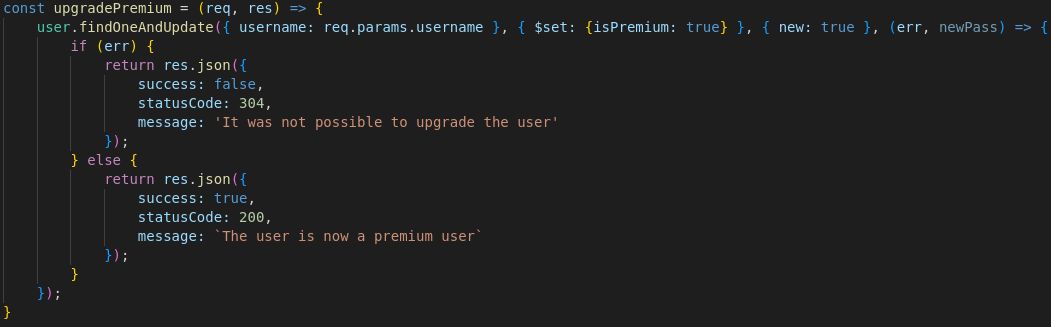 const upgradePremium = (req, res) => {
    user.findOneAndUpdate({ username: req.params.username }, { $set: {isPremium: true} }, { new: true }, (err, newPass) => {
        if (err) {
            return res.json({
                success: false,
                statusCode: 304,
                message: 'It was not possible to upgrade the user'
            });
        } else {
            return res.json({
                success: true,
                statusCode: 200,
                message: `The user is now a premium user`
            });
        }
    });
}